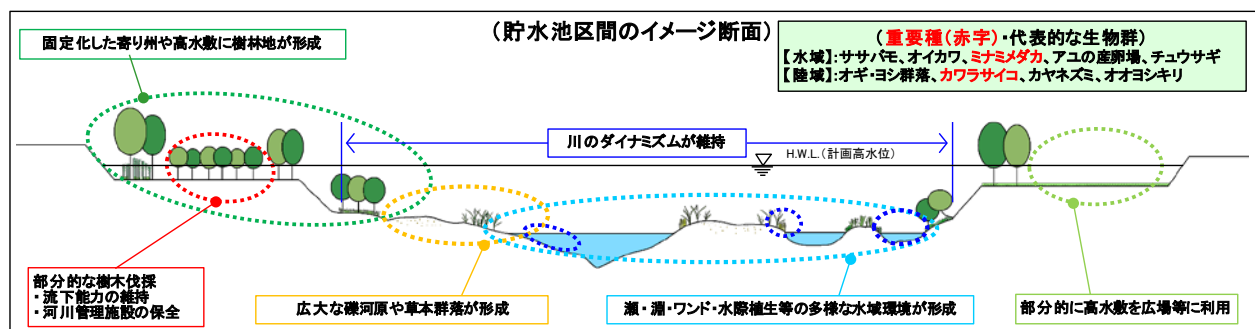 (貯水池区間のイメージ断面)
固定化した寄り州や高水敷に樹林地が形成
(重要種(赤字)・代表的な生物群)
【水域】:ササバモ、オイカワ、ミナミメダカ、アユの産卵場、チュウサギ
【陸域】:オギ・ヨシ群落、カワラサイコ、カヤネズミ、オオヨシキリ
川のダイナミズムが維持
H.W.L.(計画高水位)
部分的な樹木伐採
・流下能力の維持
・河川管理施設の保全
広大な礫河原や草本群落が形成
瀬・淵・ワンド・水際植生等の多様な水域環境が形成
部分的に高水敷を広場等に利用